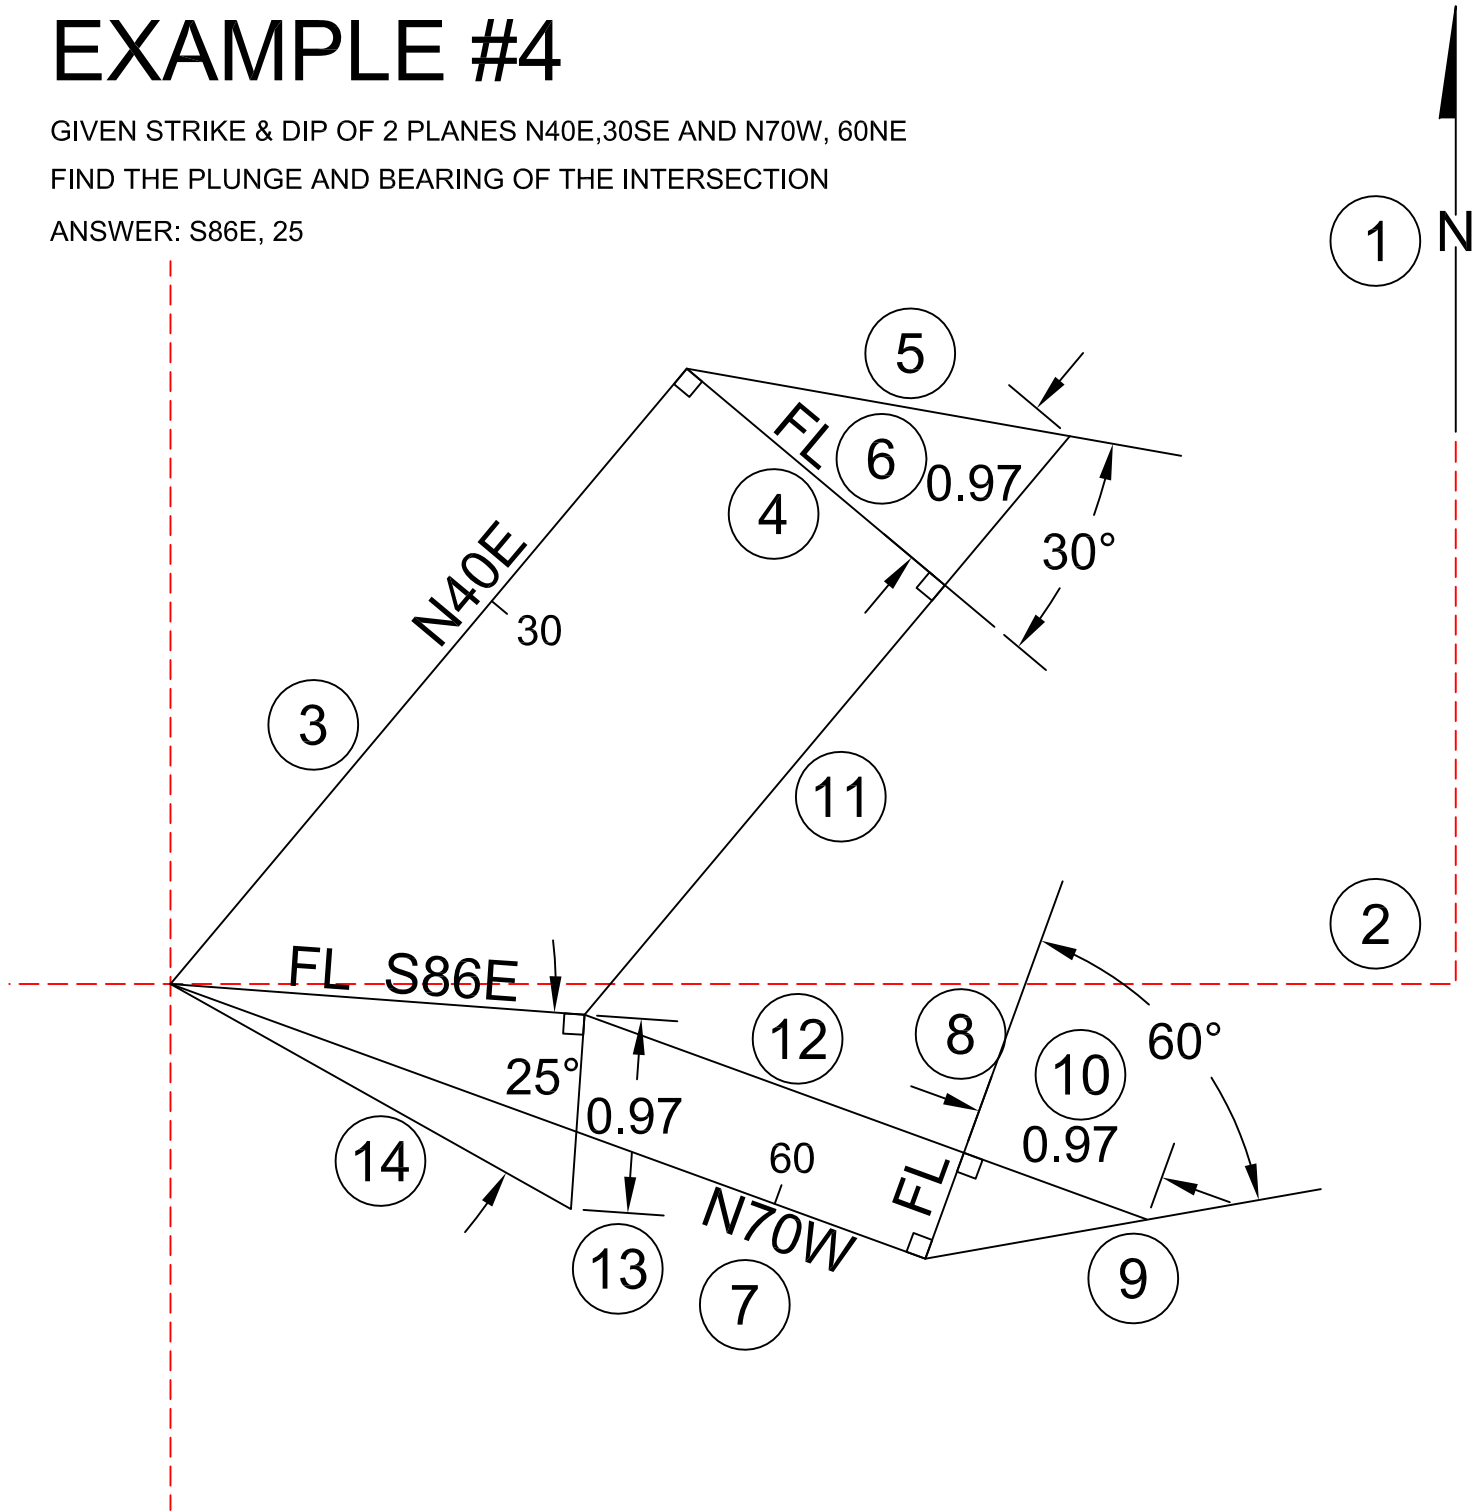 EXAMPLE #4
GIVEN STRIKE & DIP OF 2 PLANES N40E,30SE AND N70W, 60NE
FIND THE PLUNGE AND BEARING OF THE INTERSECTION
ANSWER: S86E, 25
1
N
5
FL
6
0.97
4
30°
N40E
30
3
11
2
FL S86E
12
8
60°
25°
10
0.97
0.97
14
60
FL
N70W
13
7
9